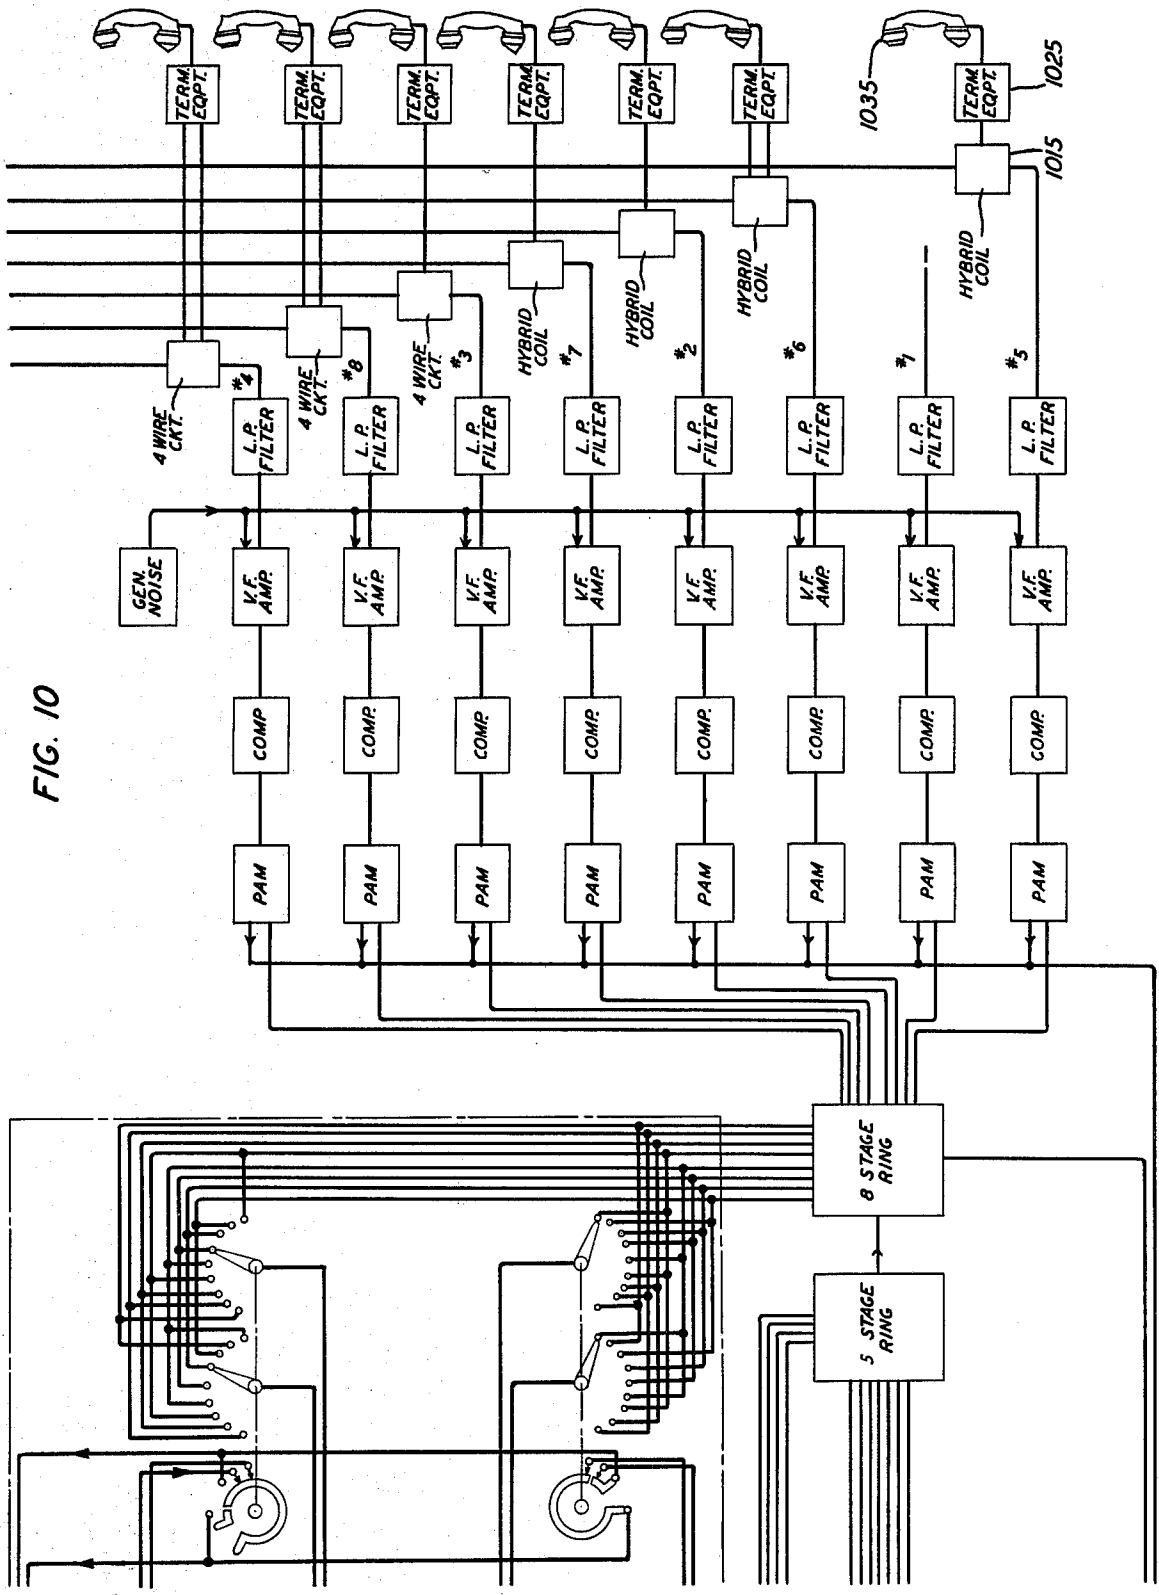 FIG. 10
TERM.
EQPT.
TERM.
EQPT.
TERM.
EQPT.
TERM.
EQPT.
TERM.
EQPT.
TERM.
EQPT.
TERM.
EQPT.
1035
1025
1015
4 WIRE
CKT.
4 WIRE
CKT.
4 WIRE
CKT.
HYBRID
COIL
HYBRID
COIL
HYBRID
COIL
HYBRID
COIL
#4
#8
#3
#7
#2
#6
#1
#5
L.P.
FILTER
L.P.
FILTER
L.P.
FILTER
L.P.
FILTER
L.P.
FILTER
L.P.
FILTER
L.P.
FILTER
L.P.
FILTER
GEN.
NOISE
V.F.
AMP.
V.F.
AMP.
V.F.
AMP.
V.F.
AMP.
V.F.
AMP.
V.F.
AMP.
V.F.
AMP.
V.F.
AMP.
COMP.
COMP.
COMP.
COMP.
COMP.
COMP.
COMP.
COMP.
PAM
PAM
PAM
PAM
PAM
PAM
PAM
PAM
8 STAGE
RING
5 STAGE
RING